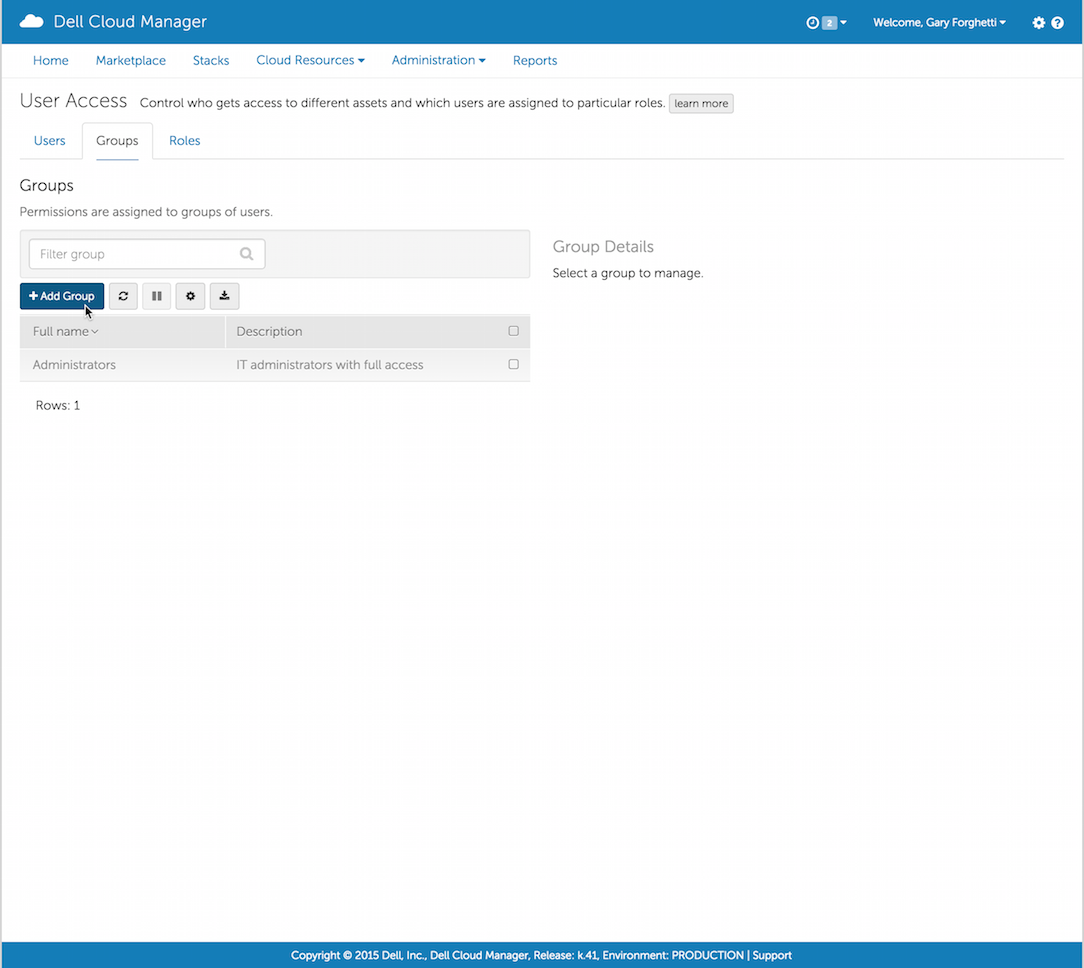 Dell Cloud Manager
2
Welcome, Gary Forghetti
Home Marketplace Stacks Cloud Resources Administration Reports
User Access Control who gets access to different assets and which users are assigned to particular roles. learn more
Users Groups Roles
Groups
Permissions are assigned to groups of users.
Filter group
Group Details
Select a group to manage.
+ Add Group
Full name Description
Administrators IT administrators with full access
Rows: 1
Copyright © 2015 Dell, Inc., Dell Cloud Manager, Release: k.41, Environment: PRODUCTION | Support